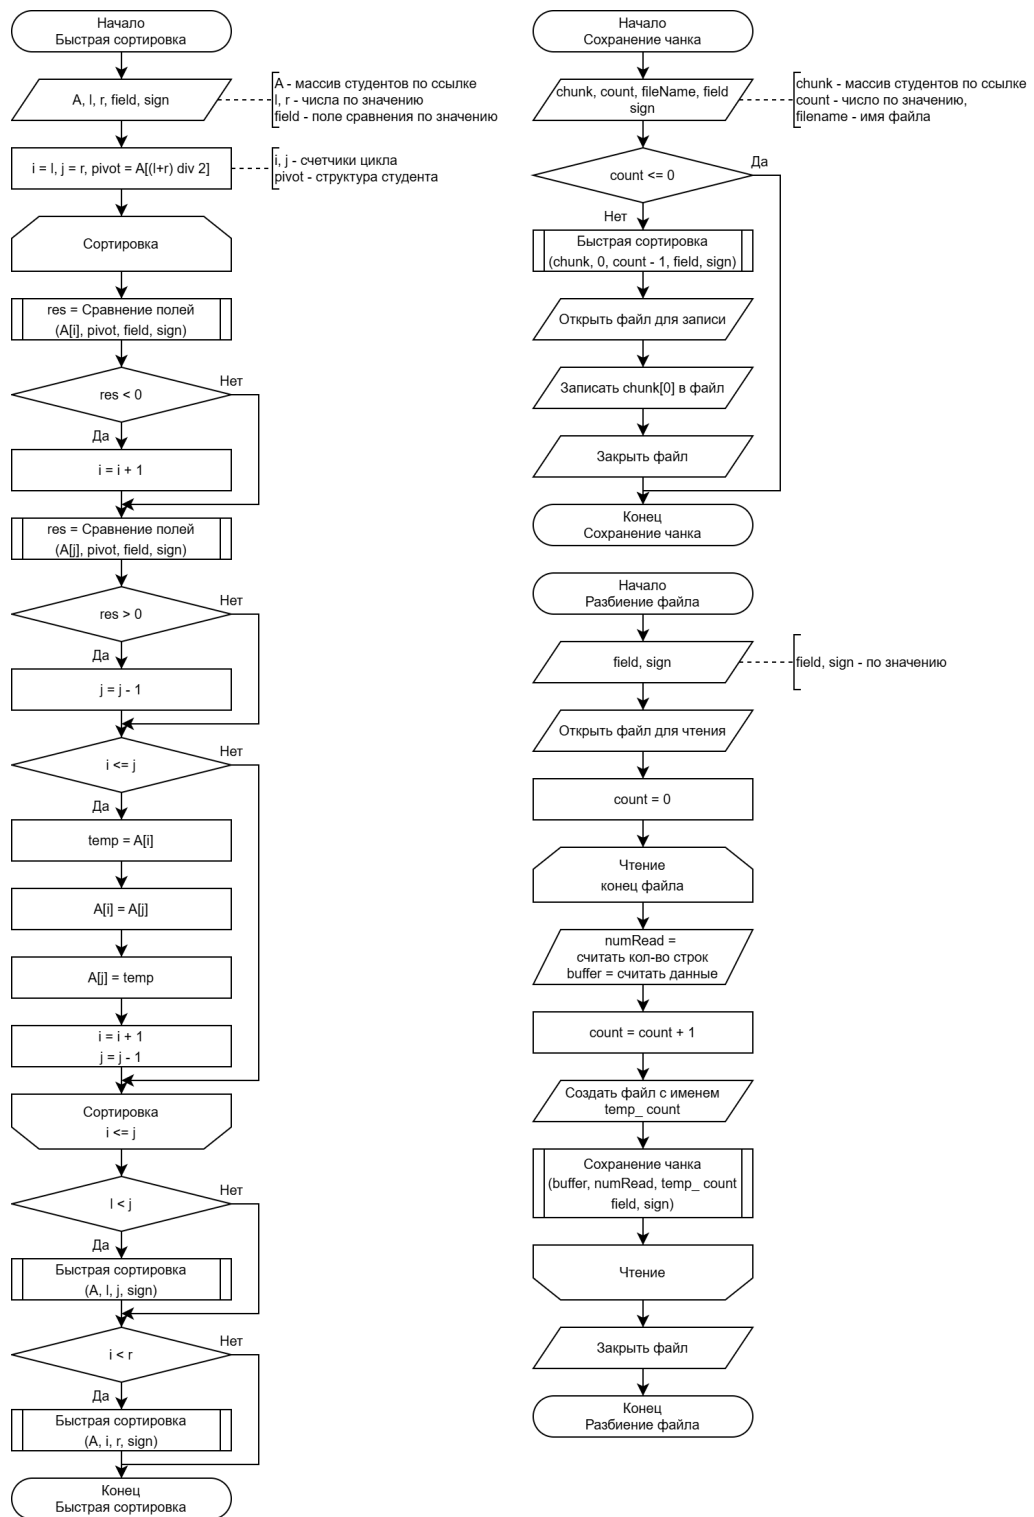 Начало
Быстрая сортировка
A, l, r, field, sign
A - массив студентов по ссылке
l, r - числа по значению
field - поле сравнения по значению
i = l, j = r, pivot = A[(l+r) div 2]
i, j - счетчики цикла
pivot - структура студента
Сортировка
res = Сравнение полей
(A[i], pivot, field, sign)
res < 0
Нет
Да
i = i + 1
res = Сравнение полей
(A[j], pivot, field, sign)
res > 0
Нет
Да
j = j - 1
i <= j
Нет
Да
temp = A[i]
A[i] = A[j]
A[j] = temp
i = i + 1
j = j - 1
Сортировка
i <= j
l < j
Нет
Да
Быстрая сортировка
(A, l, j, sign)
i < r
Нет
Да
Быстрая сортировка
(A, i, r, sign)
Конец
Быстрая сортировка
Начало
Сохранение чанка
chunk, count, fileName, field
sign
chunk - массив студентов по ссылке
count - число по значению,
filename - имя файла
count <= 0
Да
Нет
Быстрая сортировка
(chunk, 0, count - 1, field, sign)
Открыть файл для записи
Записать chunk[0] в файл
Закрыть файл
Конец
Сохранение чанка
Начало
Разбиение файла
field, sign
field, sign - по значению
Открыть файл для чтения
count = 0
Чтение
конец файла
numRead =
считать кол-во строк
buffer = считать данные
count = count + 1
Создать файл с именем
temp_ count
Сохранение чанка
(buffer, numRead, temp_ count
field, sign)
Чтение
Закрыть файл
Конец
Разбиение файла